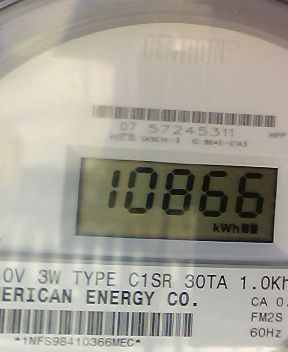 CENTRON
07 57245311
10866
kWh
0V 3W TYPE C1SR 30TA 1.0Kh
ERICAN ENERGY CO.
CA 0.
FM2S
60Hz
*1NFS98410366MEC*